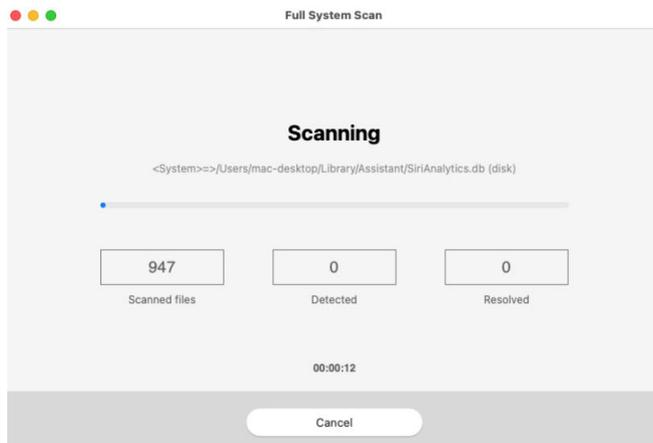 Full System Scan
Scanning
<System>=>/Users/mac-desktop/Library/Assistant/SiriAnalytics.db (disk)
947 0 0
Scanned files Detected Resolved
00:00:12
Cancel